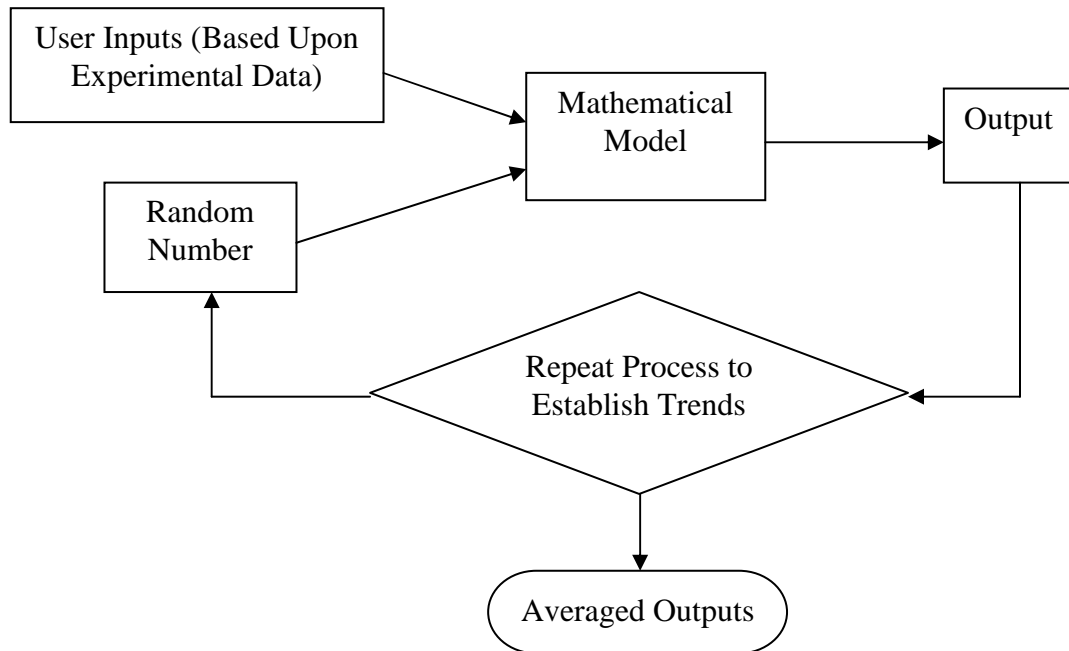 User Inputs (Based Upon
Experimental Data)
Mathematical
Model
Output
Random
Number
Repeat Process to
Establish Trends
Averaged Outputs